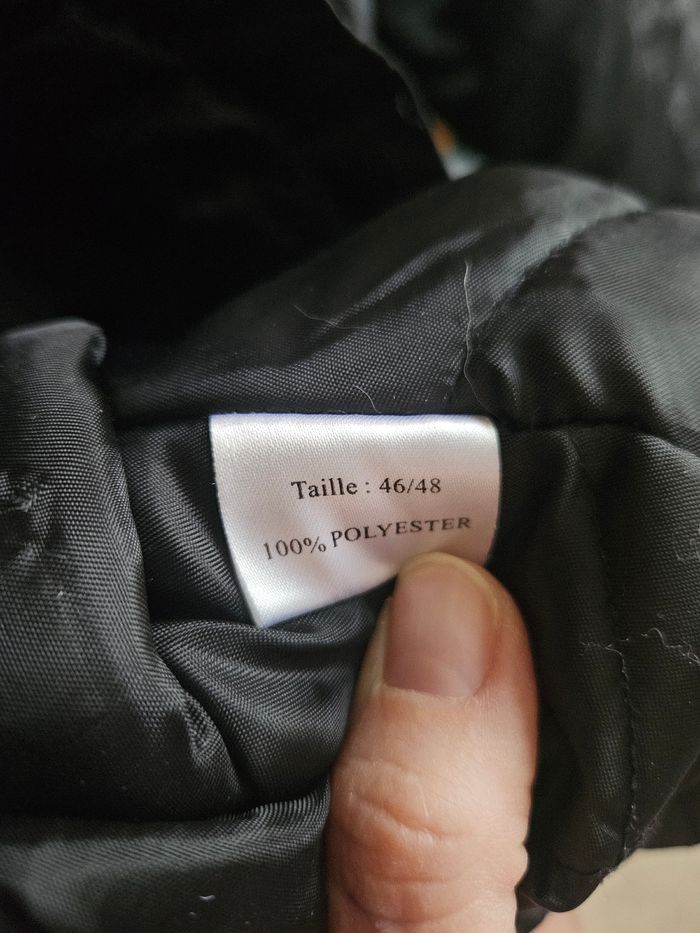 Taille : 46/48
100% POLYESTER